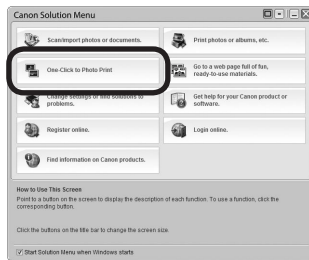 Canon Solution Menu
Scan/Import photos or documents.
Print photos or albums, etc.
One-Click to Photo Print
Go to a web page full of fun,
ready-to-use materials.
Change settings or find solutions to
problems.
Get help for your Canon product or
software.
Register online.
Login online.
Find information on Canon products.
How to Use This Screen
Point to a button on the screen to display the description of each function. To use a function, click the
corresponding button.
Click the buttons on the title bar to change the screen size.
Start Solution Menu when Windows starts